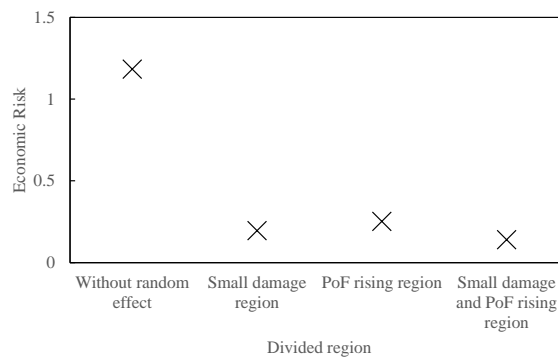 1.5
1
0.5
0
Economic Risk
Without random
effect
Small damage
region
PoF rising region
Small damage
and PoF rising
region
Divided region